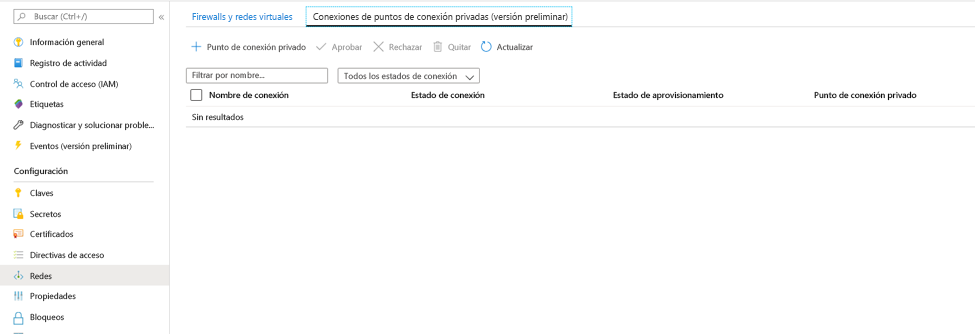 Buscar (Ctrl+/)
«
Información general
Registro de actividad
Control de acceso (IAM)
Etiquetas
Diagnosticar y solucionar proble...
Eventos (versión preliminar)
Configuración
Claves
Secretos
Certificados
Directivas de acceso
Redes
Propiedades
Bloqueos
Firewalls y redes virtuales
Conexiones de puntos de conexión privadas (versión preliminar)
Punto de conexión privado
Aprobar
Rechazar
Quitar
Actualizar
Filtrar por nombre...
Todos los estados de conexión
Nombre de conexión
Estado de conexión
Estado de aprovisionamiento
Punto de conexión privado
Sin resultados